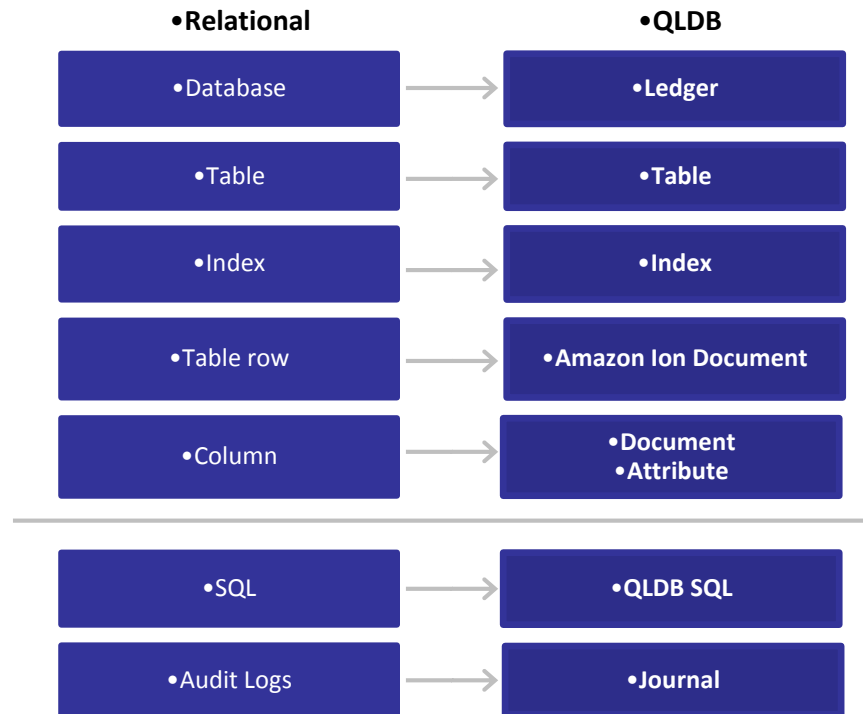 •Relational •QLDB
•Database •Ledger
•Table •Table
•Index •Index
•Table row •Amazon Ion Document
•Column •Document
•Attribute
•SQL •QLDB SQL
•Audit Logs •Journal